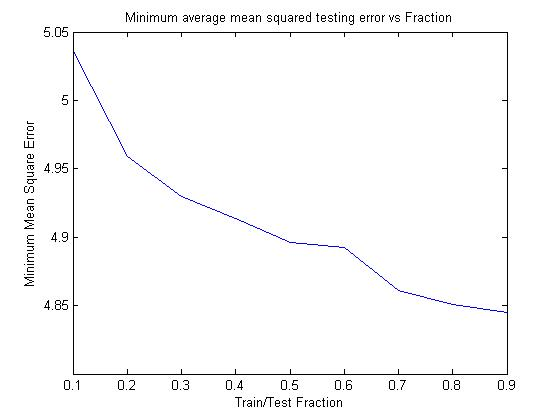 Minimum average mean squared testing error vs Fraction
5.05
5
4.95
4.9
4.85
Minimum Mean Square Error
0.1 0.2 0.3 0.4 0.5 0.6 0.7 0.8 0.9
Train/Test Fraction